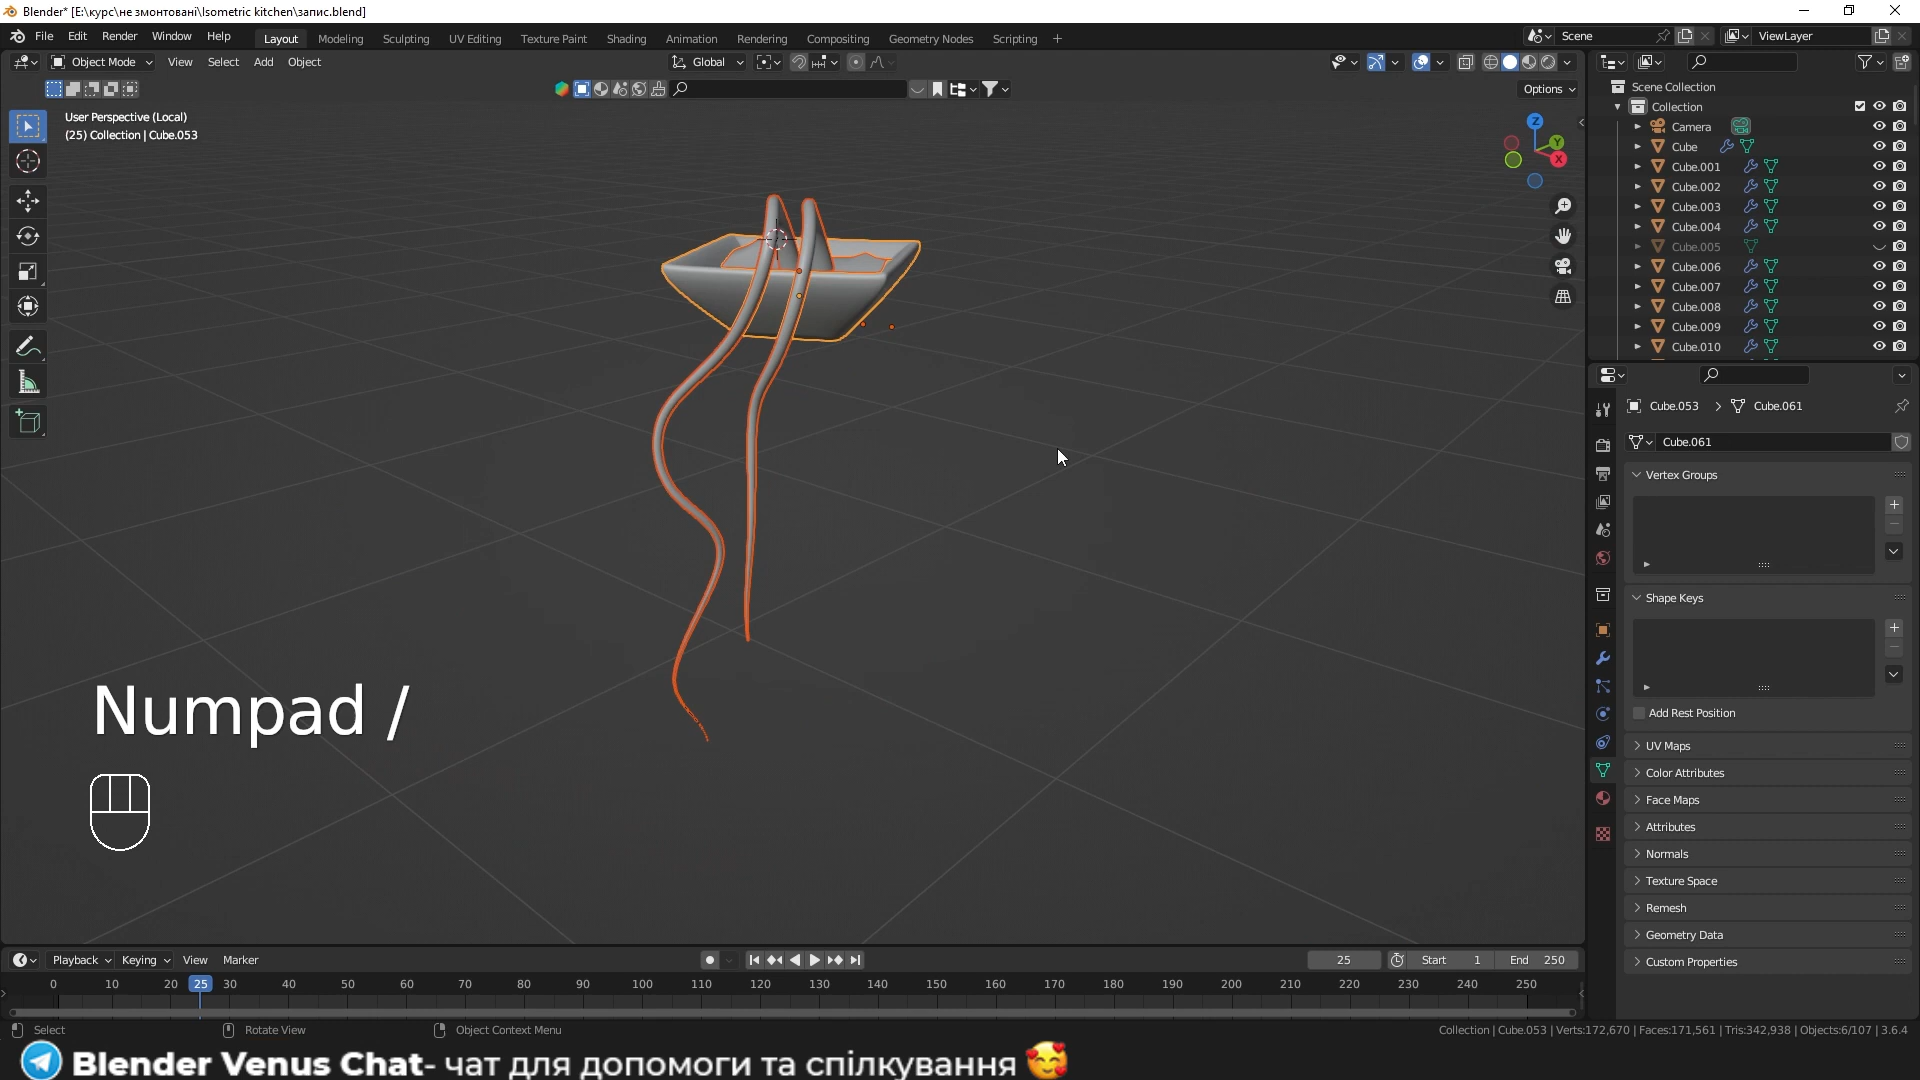 Blender* [E:\курс\не змонтовані\Isometric kitchen\запис.blend]
File Edit Render Window Help Layout Modeling Sculpting UV Editing Texture Paint Shading Animation Rendering Compositing Geometry Nodes Scripting + Scene ViewLayer
Object Mode View Select Add Object Global
Options
User Perspective (Local)
(25) Collection | Cube.053
Z
Y
X
Scene Collection
Collection
Camera
Cube
Cube.001
Cube.002
Cube.003
Cube.004
Cube.005
Cube.006
Cube.007
Cube.008
Cube.009
Cube.010
Cube.053 > Cube.061
Cube.061
Vertex Groups
Shape Keys
Add Rest Position
UV Maps
Color Attributes
Face Maps
Attributes
Normals
Texture Space
Remesh
Geometry Data
Custom Properties
Numpad /
Playback Keying View Marker 25 Start 1 End 250
0 10 20 25 30 40 50 60 70 80 90 100 110 120 130 140 150 160 170 180 190 200 210 220 230 240 250
Select Rotate View Object Context Menu Collection | Cube.053 | Verts:172,670 | Faces:171,561 | Tris:342,938 | Objects:6/107 | 3.6.4
Blender Venus Chat- чат для допомоги та спілкування